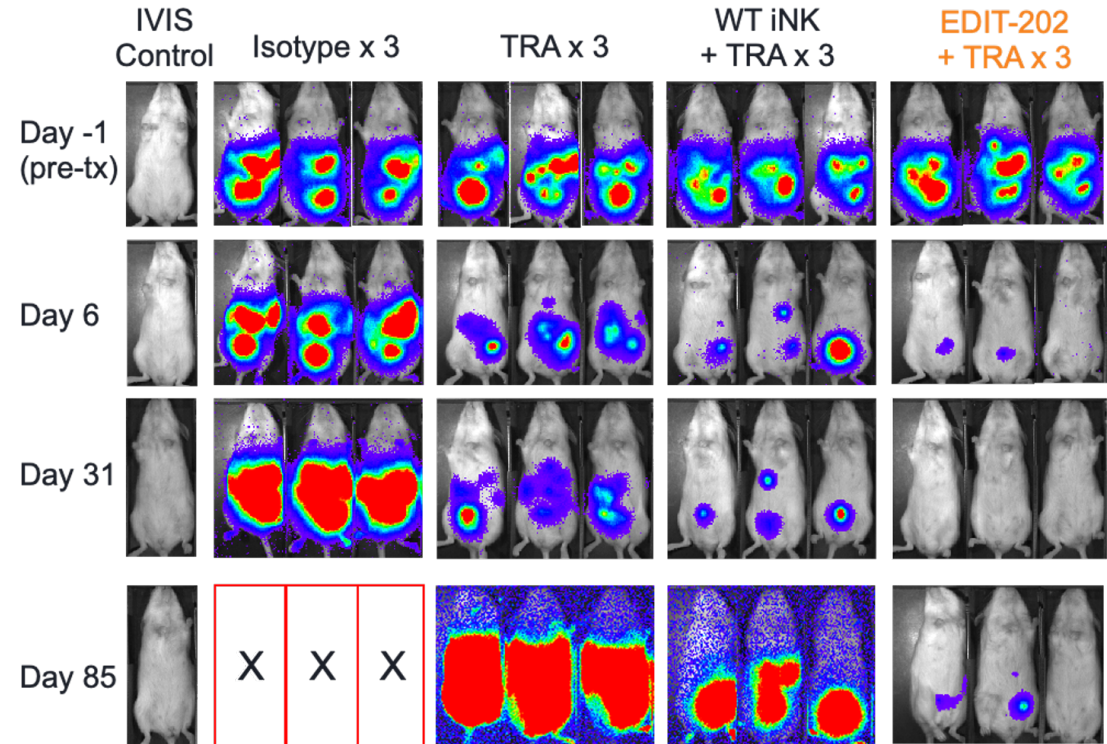 IVIS
Control
Isotype x 3
TRA x 3
WT iNK
+ TRA x 3
EDIT-202
+ TRA x 3
Day -1
(pre-tx)
Day 6
Day 31
Day 85
X X X